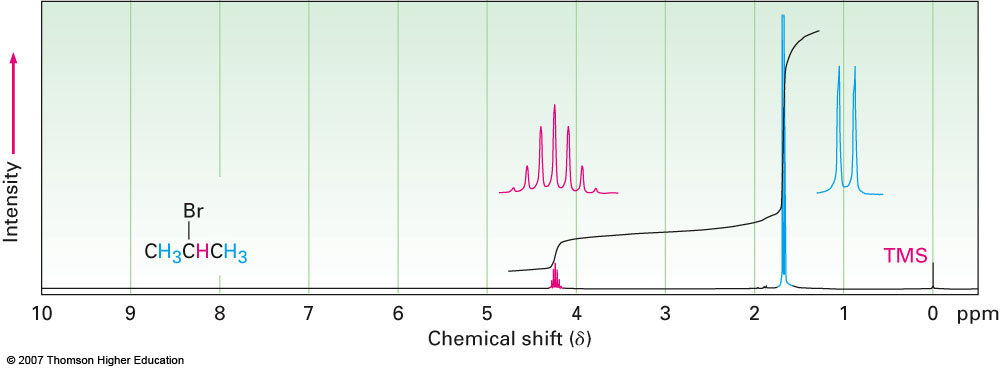 Intensity
Br
CH3CHCH3
TMS
10 9 8 7 6 5 4 3 2 1 0 ppm
Chemical shift (δ)
© 2007 Thomson Higher Education